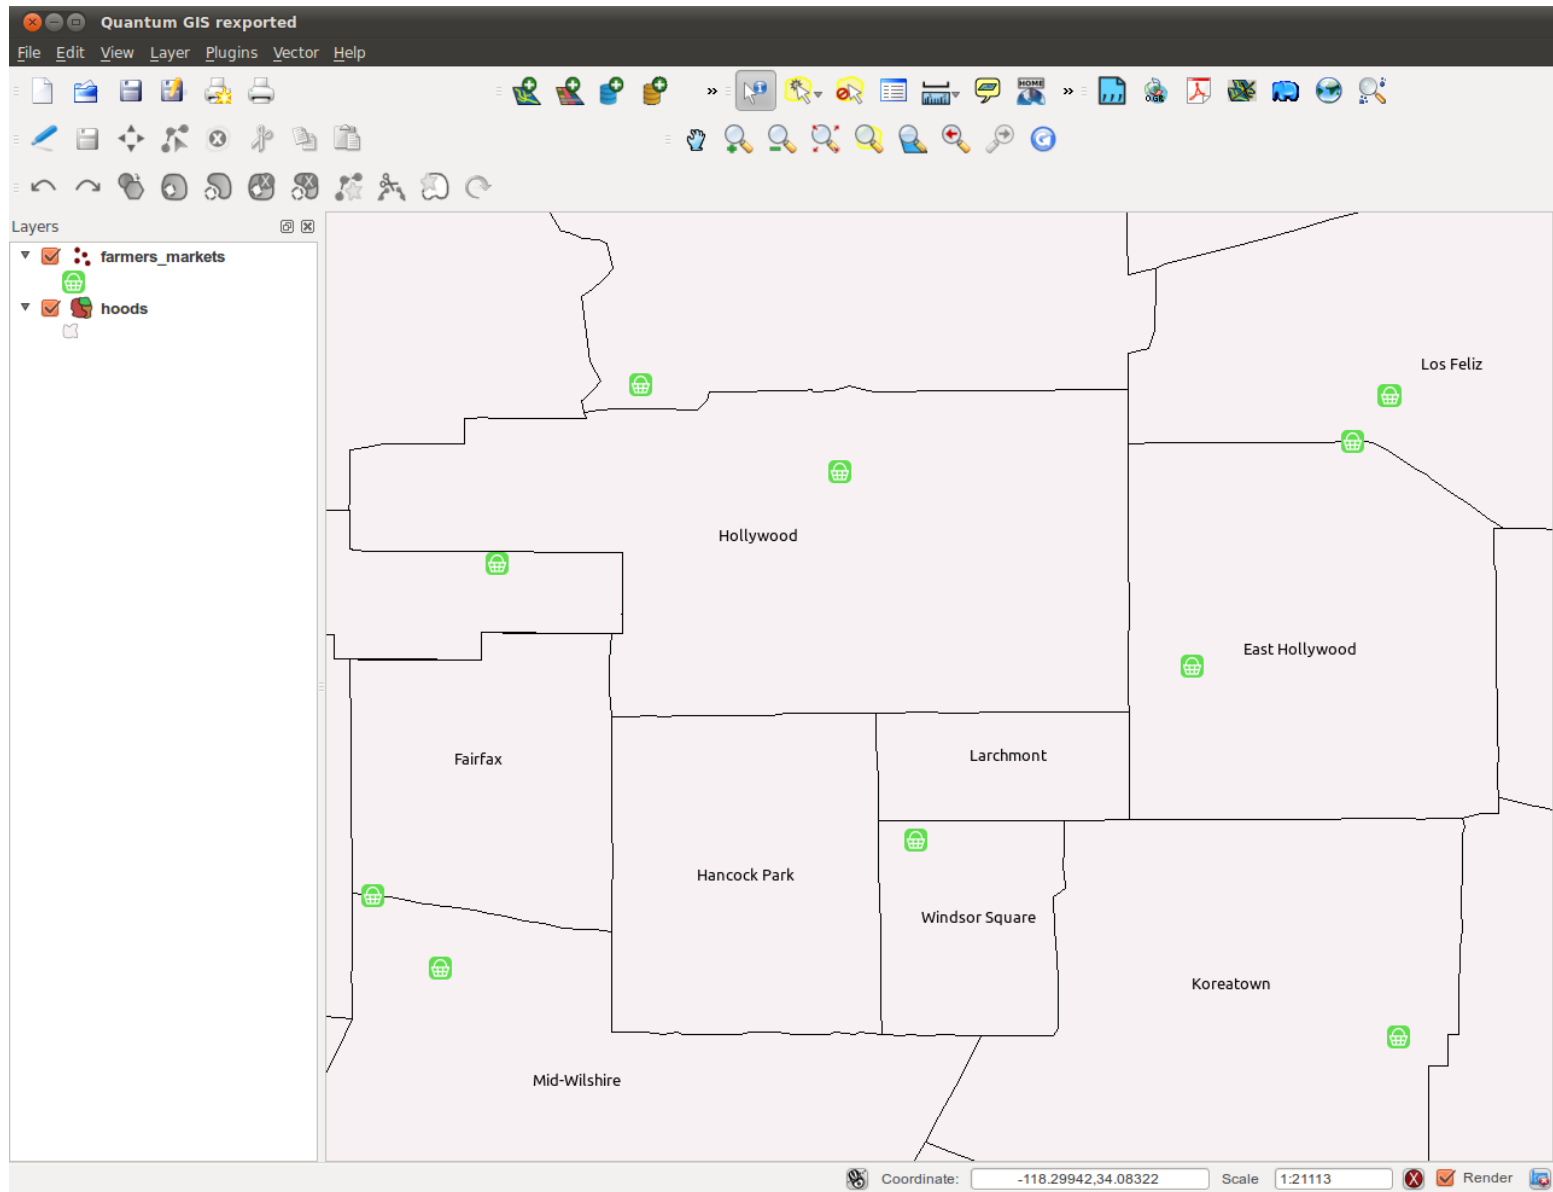 Quantum GIS rexported
File Edit View Layer Plugins Vector Help
HOME
Layers
farmers_markets
hoods
Los Feliz
Hollywood
East Hollywood
Fairfax
Larchmont
Hancock Park
Windsor Square
Koreatown
Mid-Wilshire
Coordinate: -118.29942,34.08322 Scale 1:21113 Render